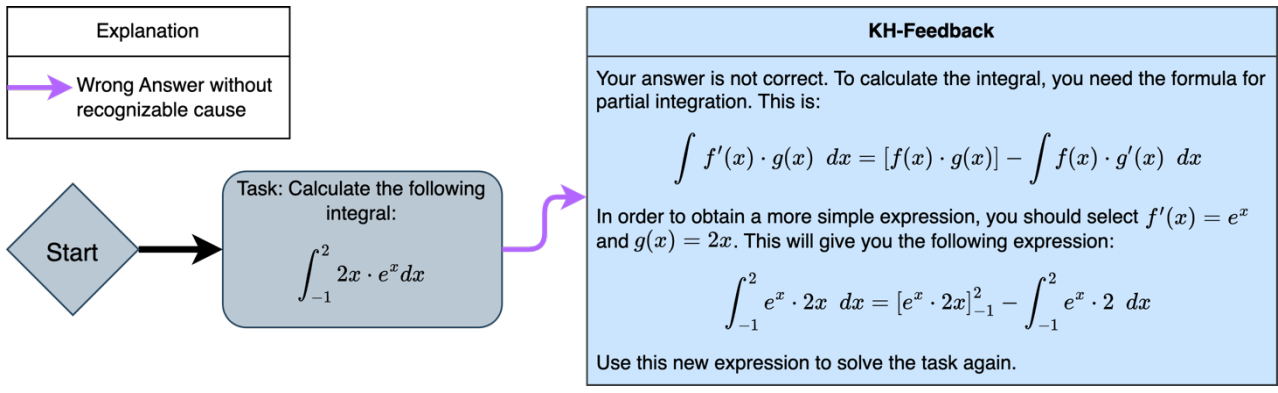 Explanation
Wrong Answer without
recognizable cause
Start
Task: Calculate the following
integral:
∫_{-1}^{2} 2x · e^x dx
KH-Feedback
Your answer is not correct. To calculate the integral, you need the formula for
partial integration. This is:
∫ f′(x) · g(x) dx = [f(x) · g(x)] − ∫ f(x) · g′(x) dx
In order to obtain a more simple expression, you should select f′(x) = e^x
and g(x) = 2x. This will give you the following expression:
∫_{-1}^{2} e^x · 2x dx = [e^x · 2x]_{-1}^{2} − ∫_{-1}^{2} e^x · 2 dx
Use this new expression to solve the task again.